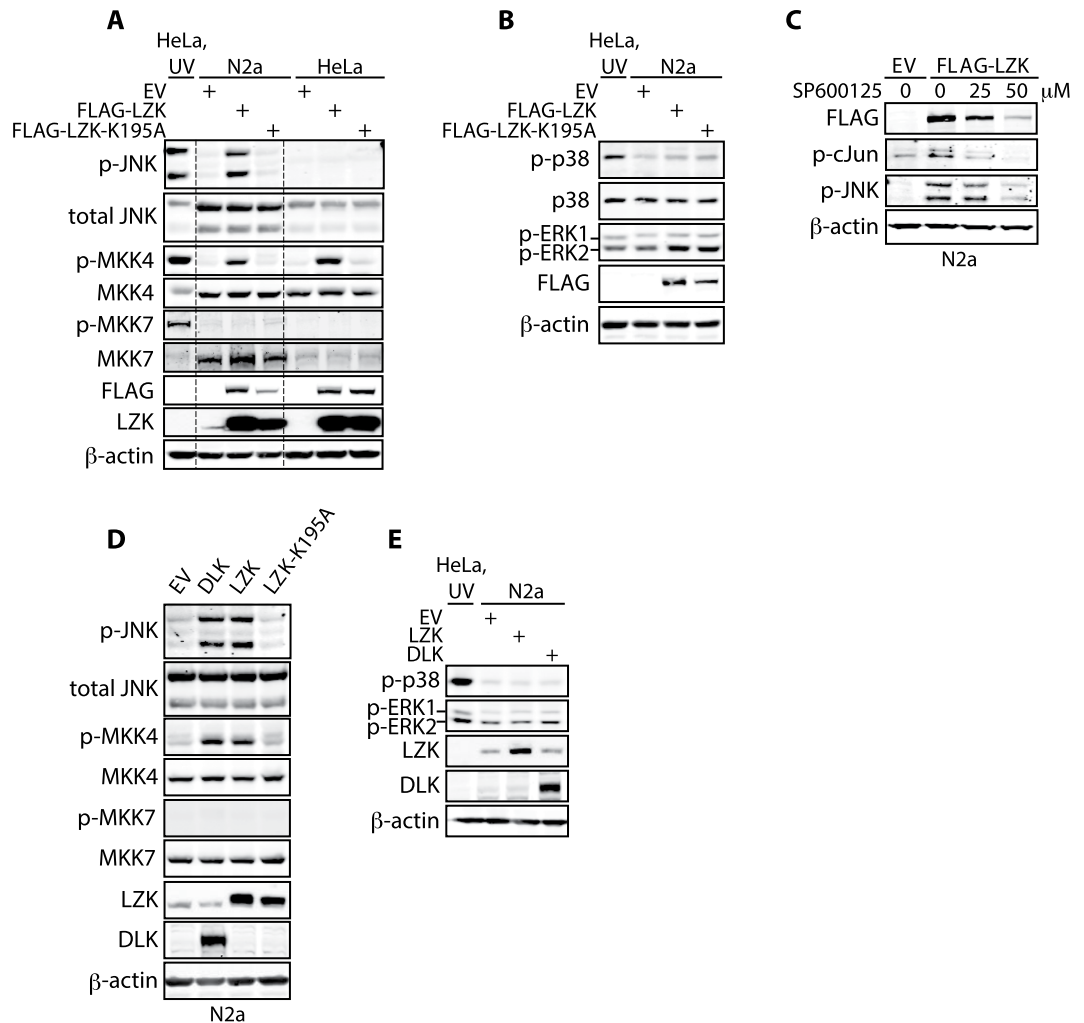 A
HeLa,
UV N2a HeLa
EV + +
FLAG-LZK + +
FLAG-LZK-K195A + +
p-JNK
total JNK
p-MKK4
MKK4
p-MKK7
MKK7
FLAG
LZK
β-actin
B
HeLa,
UV N2a
EV +
FLAG-LZK +
FLAG-LZK-K195A +
p-p38
p38
p-ERK1
p-ERK2
FLAG
β-actin
C
EV FLAG-LZK
SP600125 0 0 25 50 μM
FLAG
p-cJun
p-JNK
β-actin
N2a
D
EV DLK LZK LZK-K195A
p-JNK
total JNK
p-MKK4
MKK4
p-MKK7
MKK7
LZK
DLK
β-actin
N2a
E
HeLa,
UV N2a
EV +
LZK +
DLK +
p-p38
p-ERK1
p-ERK2
LZK
DLK
β-actin